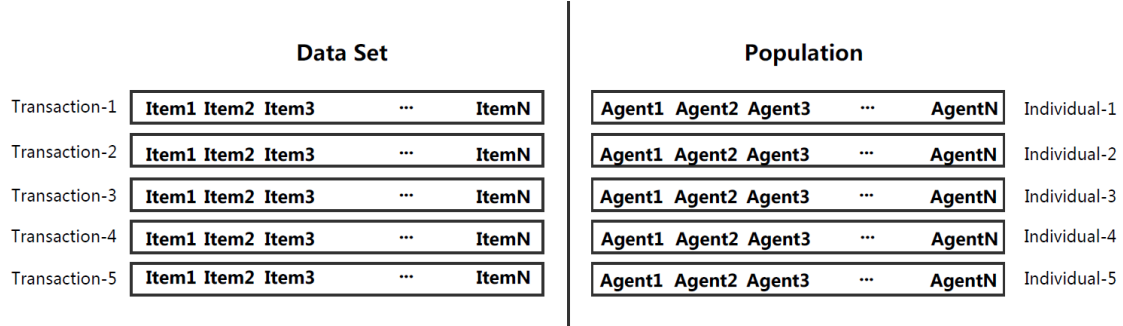 Data Set Population
Transaction-1 Item1 Item2 Item3 ... ItemN Agent1 Agent2 Agent3 ... AgentN Individual-1
Transaction-2 Item1 Item2 Item3 ... ItemN Agent1 Agent2 Agent3 ... AgentN Individual-2
Transaction-3 Item1 Item2 Item3 ... ItemN Agent1 Agent2 Agent3 ... AgentN Individual-3
Transaction-4 Item1 Item2 Item3 ... ItemN Agent1 Agent2 Agent3 ... AgentN Individual-4
Transaction-5 Item1 Item2 Item3 ... ItemN Agent1 Agent2 Agent3 ... AgentN Individual-5